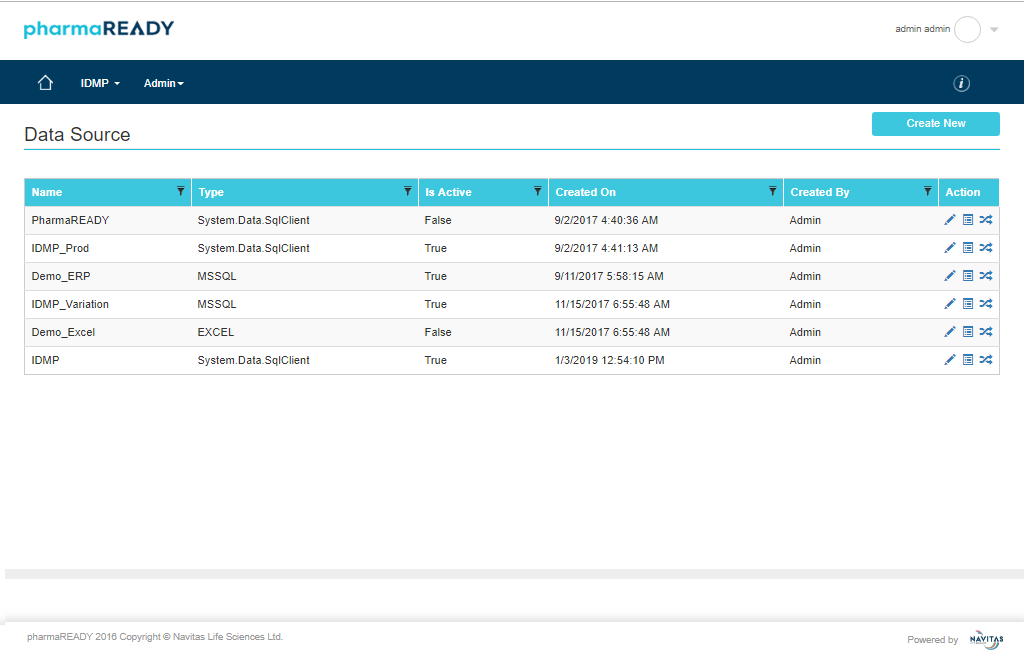 pharmaREADY
admin admin
IDMP Admin
Data Source
Create New
Name Type Is Active Created On Created By Action
PharmaREADY System.Data.SqlClient False 9/2/2017 4:40:36 AM Admin
IDMP_Prod System.Data.SqlClient True 9/2/2017 4:41:13 AM Admin
Demo_ERP MSSQL True 9/11/2017 5:58:15 AM Admin
IDMP_Variation MSSQL True 11/15/2017 6:55:48 AM Admin
Demo_Excel EXCEL False 11/15/2017 6:55:48 AM Admin
IDMP System.Data.SqlClient True 1/3/2019 12:54:10 PM Admin
pharmaREADY 2016 Copyright © Navitas Life Sciences Ltd.
Powered by NAVITAS